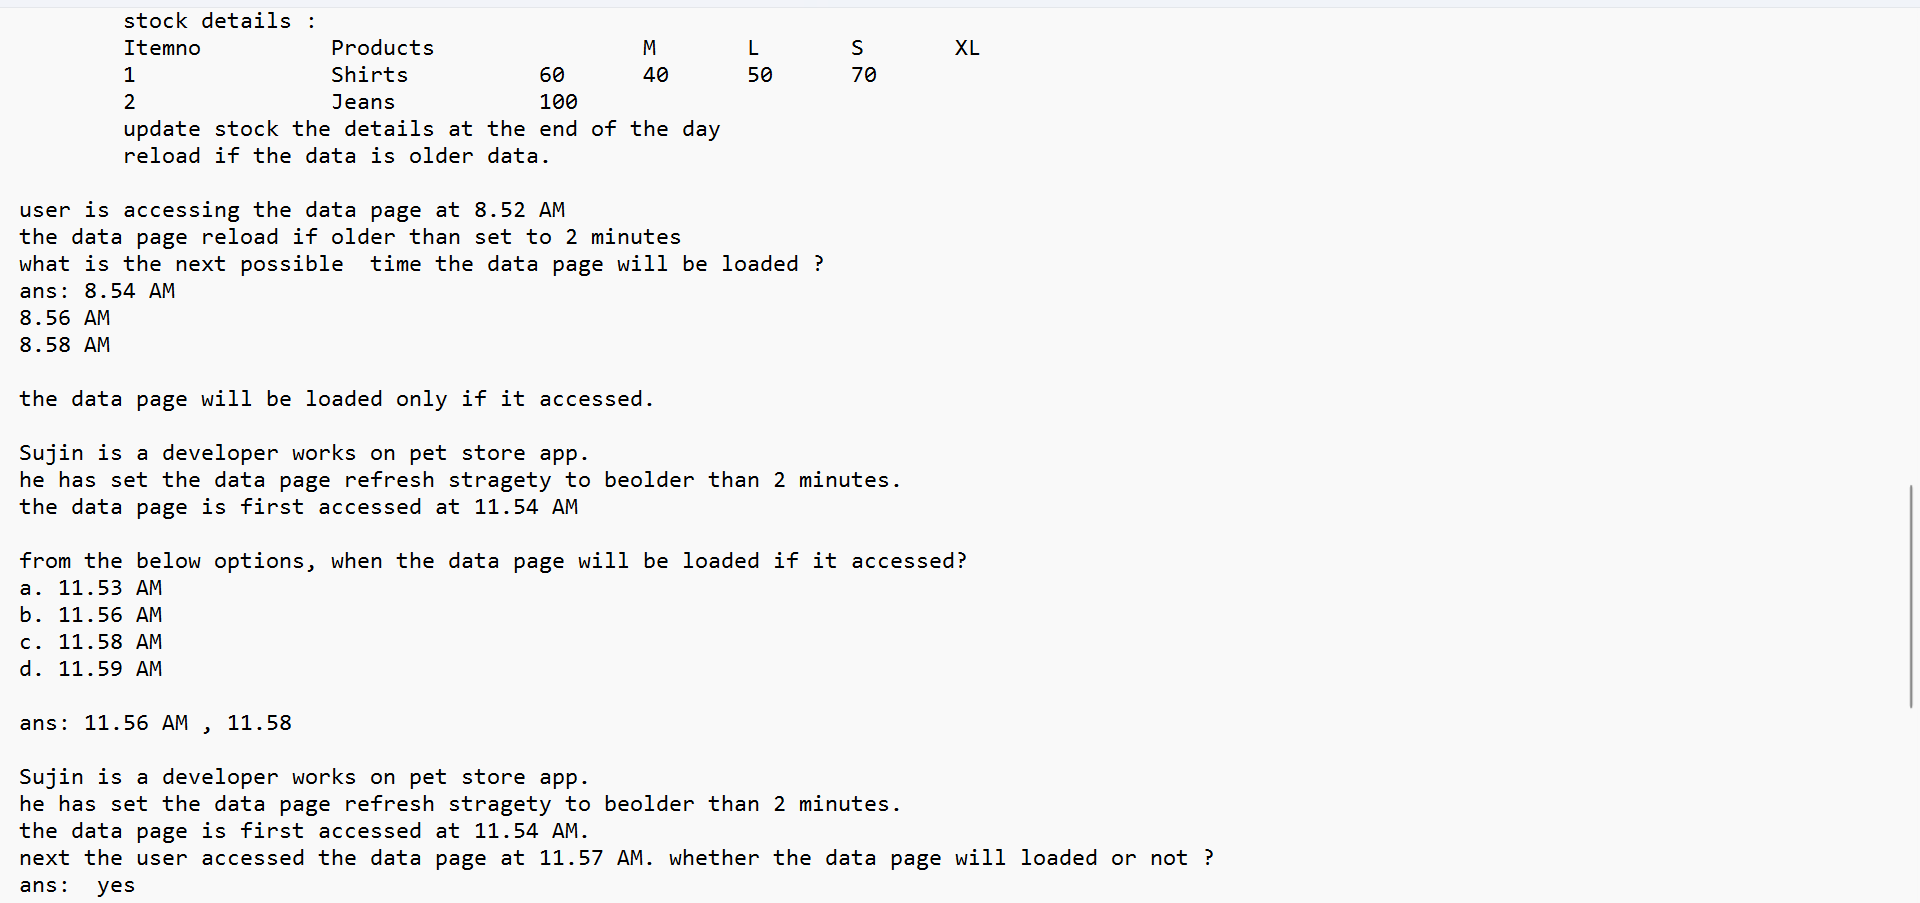 stock details :
Itemno Products M L S XL
1 Shirts 60 40 50 70
2 Jeans 100
update stock the details at the end of the day
reload if the data is older data.
user is accessing the data page at 8.52 AM
the data page reload if older than set to 2 minutes
what is the next possible  time the data page will be loaded ?
ans: 8.54 AM
8.56 AM
8.58 AM
the data page will be loaded only if it accessed.
Sujin is a developer works on pet store app.
he has set the data page refresh stragety to beolder than 2 minutes.
the data page is first accessed at 11.54 AM
from the below options, when the data page will be loaded if it accessed?
a. 11.53 AM
b. 11.56 AM
c. 11.58 AM
d. 11.59 AM
ans: 11.56 AM , 11.58
Sujin is a developer works on pet store app.
he has set the data page refresh stragety to beolder than 2 minutes.
the data page is first accessed at 11.54 AM.
next the user accessed the data page at 11.57 AM. whether the data page will loaded or not ?
ans:  yes